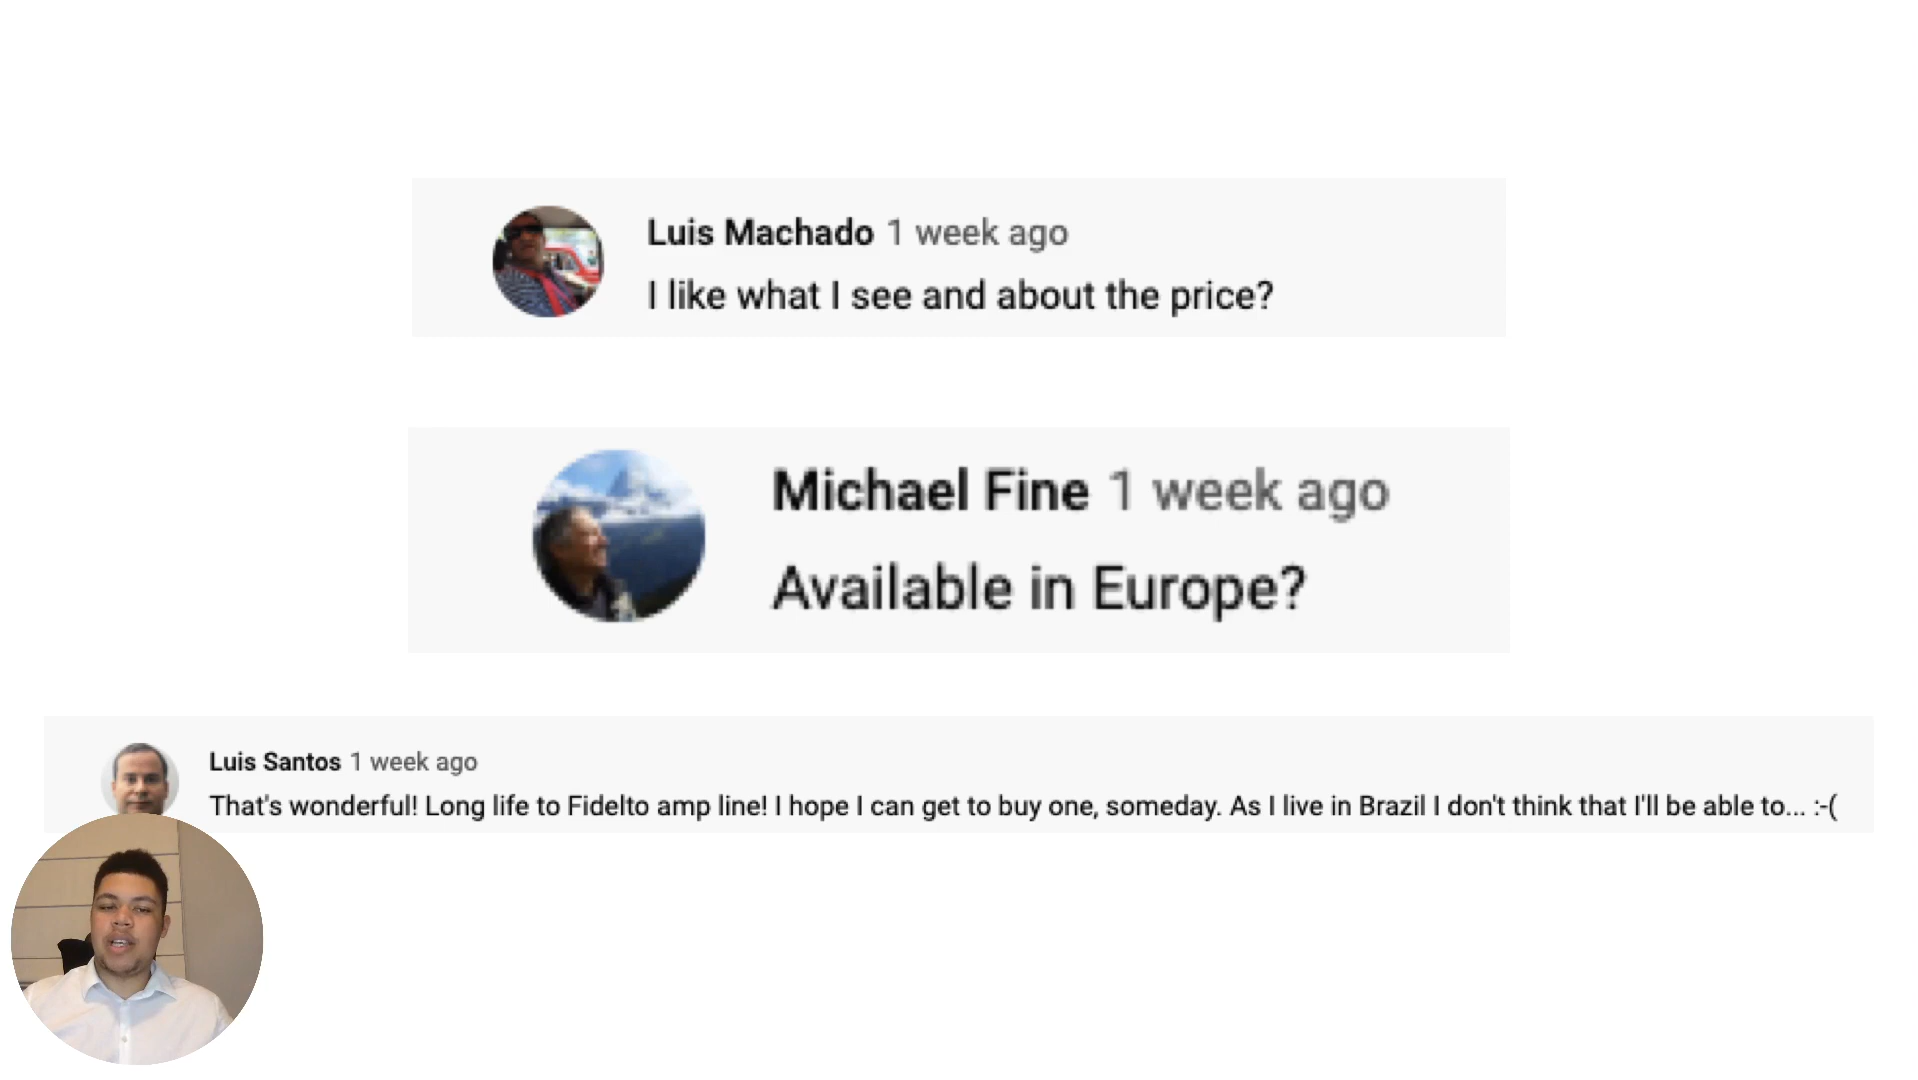 Luis Machado 1 week ago
I like what I see and about the price?
Michael Fine 1 week ago
Available in Europe?
Luis Santos 1 week ago
That's wonderful! Long life to Fidelto amp line! I hope I can get to buy one, someday. As I live in Brazil I don't think that I'll be able to... :-(